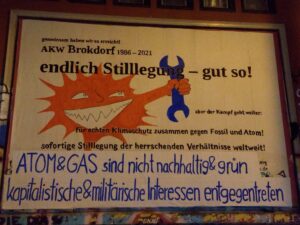 gemeinsam haben wir es erreicht!
AKW Brokdorf 1986 - 2021
endlich Stilllegung – gut so!
aber der Kampf geht weiter:
für echten Klimaschutz zusammen gegen Fossil und Atom!
sofortige Stilllegung der herrschenden Verhältnisse weltweit!
ATOM & GAS sind nicht nachhaltig & grün
kapitalistische & militärische Interessen entgegentreten